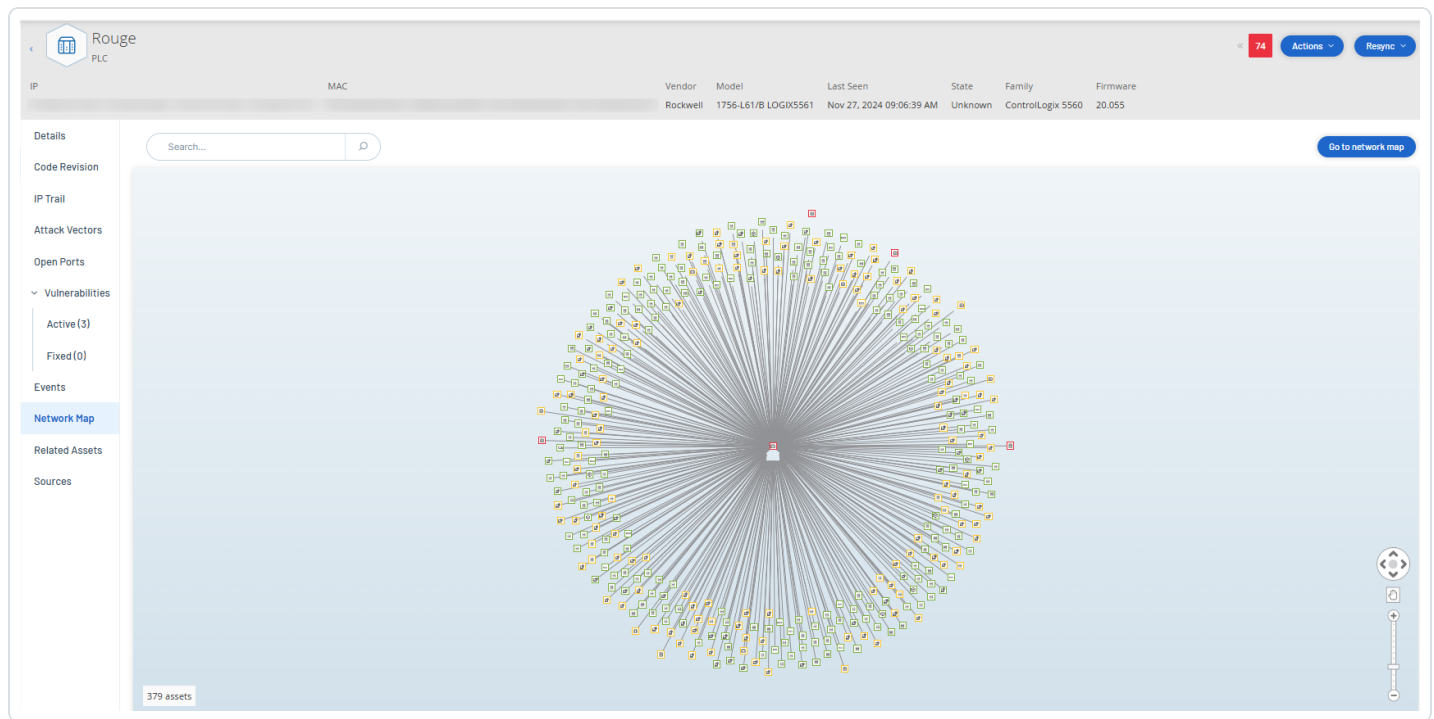 Rouge
PLC
74
Actions
Resync
IP
MAC
Vendor
Model
Last Seen
State
Family
Firmware
Rockwell
1756-L61/B LOGIX5561
Nov 27, 2024 09:06:39 AM
Unknown
ControlLogix 5560
20.055
Details
Code Revision
IP Trail
Attack Vectors
Open Ports
Vulnerabilities
Active (3)
Fixed (0)
Events
Network Map
Related Assets
Sources
Search...
Go to network map
379 assets